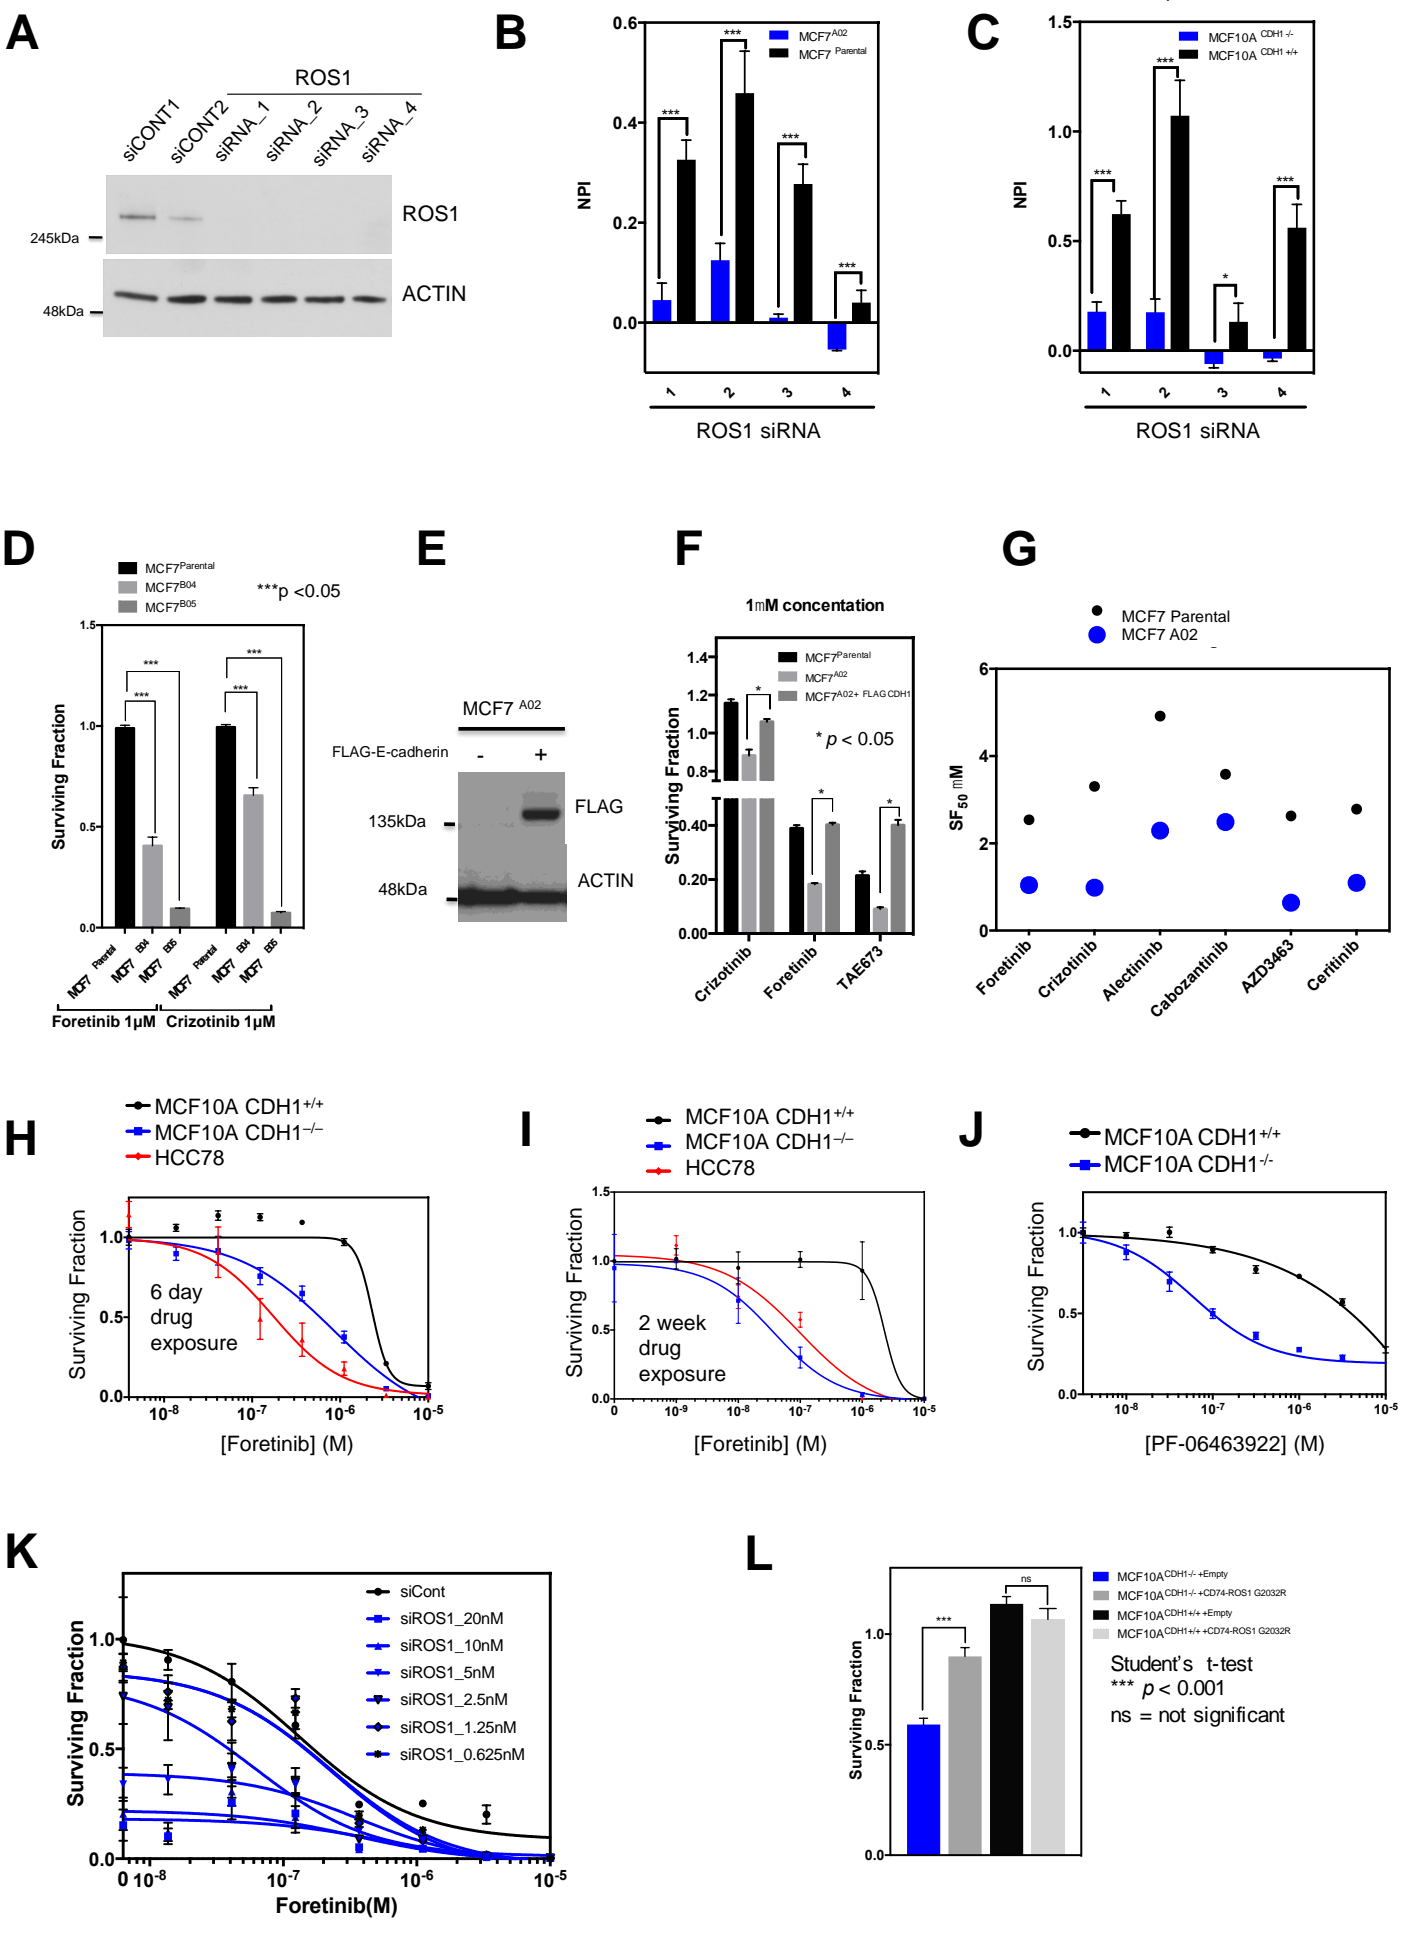 A
ROS1
siCONT1
siCONT2
siRNA_1
siRNA_2
siRNA_3
siRNA_4
ROS1
245kDa
ACTIN
48kDa
B
MCF7A02
MCF7 Parental
NPI
0.6
0.4
0.2
0.0
***
***
***
***
1
2
3
4
ROS1 siRNA
C
MCF10A CDH1 -/-
MCF10A CDH1 +/+
NPI
1.5
1.0
0.5
0.0
***
***
*
***
1
2
3
4
ROS1 siRNA
D
MCF7Parental
MCF7B04
MCF7B05
***p <0.05
Surviving Fraction
1.5
1.0
0.5
0.0
***
***
***
***
MCF7 Parental
MCF7 B04
MCF7 B05
MCF7 Parental
MCF7 B04
MCF7 B05
Foretinib 1µM
Crizotinib 1µM
E
MCF7 A02
FLAG-E-cadherin
-
+
FLAG
135kDa
ACTIN
48kDa
F
1mM concentation
MCF7Parental
MCF7A02
MCF7A02+ FLAG CDH1
* p < 0.05
Surviving Fraction
1.4
1.2
1.0
0.8
0.40
0.20
0.00
*
*
*
Crizotinib
Foretinib
TAE673
G
MCF7 Parental
MCF7 A02
SF50 mM
6
4
2
0
Foretinib
Crizotinib
Alectininb
Cabozantinib
AZD3463
Ceritinib
H
MCF10A CDH1+/+
MCF10A CDH1–/–
HCC78
Surviving Fraction
1.0
0.5
0.0
6 day
drug
exposure
10-8
10-7
10-6
10-5
[Foretinib] (M)
I
MCF10A CDH1+/+
MCF10A CDH1–/–
HCC78
Surviving Fraction
1.5
1.0
0.5
0.0
2 week
drug
exposure
0
10-9
10-8
10-7
10-6
10-5
[Foretinib] (M)
J
MCF10A CDH1+/+
MCF10A CDH1-/-
Surviving Fraction
1.0
0.5
0.0
10-8
10-7
10-6
10-5
[PF-06463922] (M)
K
siCont
siROS1_20nM
siROS1_10nM
siROS1_5nM
siROS1_2.5nM
siROS1_1.25nM
siROS1_0.625nM
Surviving Fraction
1.0
0.5
0.0
0
10-8
10-7
10-6
10-5
Foretinib(M)
L
MCF10ACDH1-/- +Empty
MCF10ACDH1-/- +CD74-ROS1 G2032R
MCF10ACDH1+/+ +Empty
MCF10ACDH1+/+ +CD74-ROS1 G2032R
Student's t-test
*** p < 0.001
ns = not significant
Surviving Fraction
1.0
0.5
0.0
***
ns